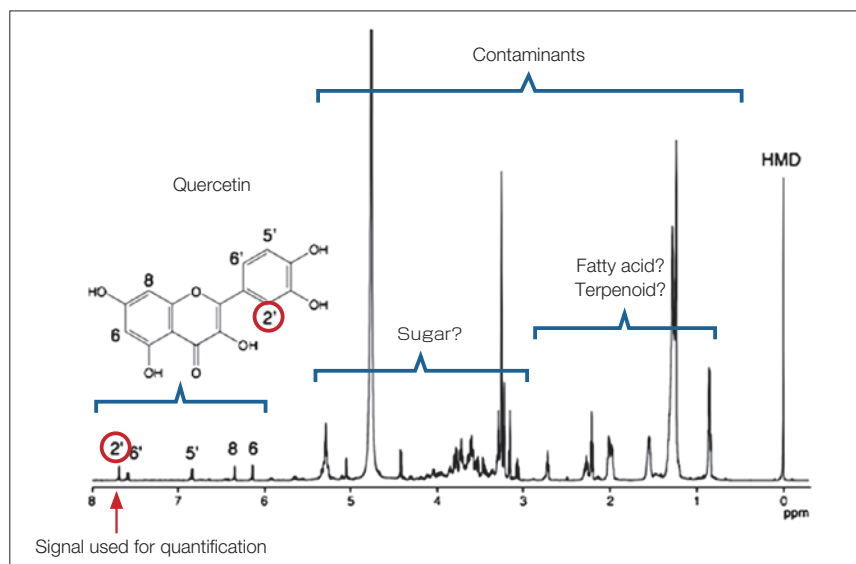 Contaminants
HMD
Quercetin
5'
6'
OH
8
O
HO
OH
2'
6
OH
OH
O
Fatty acid?
Terpenoid?
Sugar?
2'
6'
5'
8
6
8
7
6
5
4
3
2
1
0
ppm
Signal used for quantification